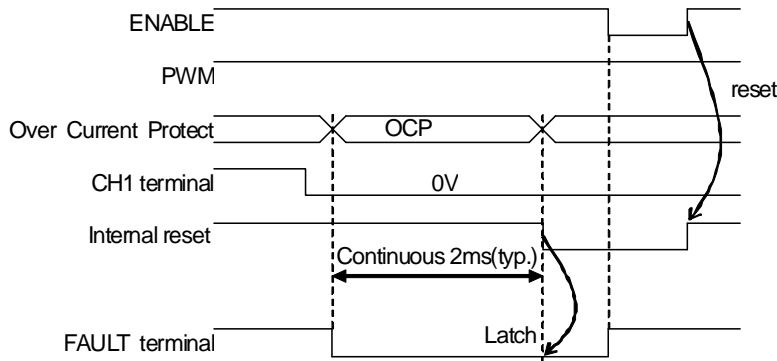 ENABLE
PWM
reset
Over Current Protect
OCP
CH1 terminal
0V
Internal reset
Continuous 2ms(typ.)
Latch
FAULT terminal